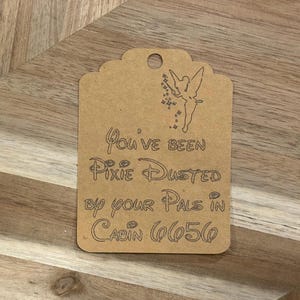 You've been
Pixie Dusted
by your Pals in
Cabin 6656